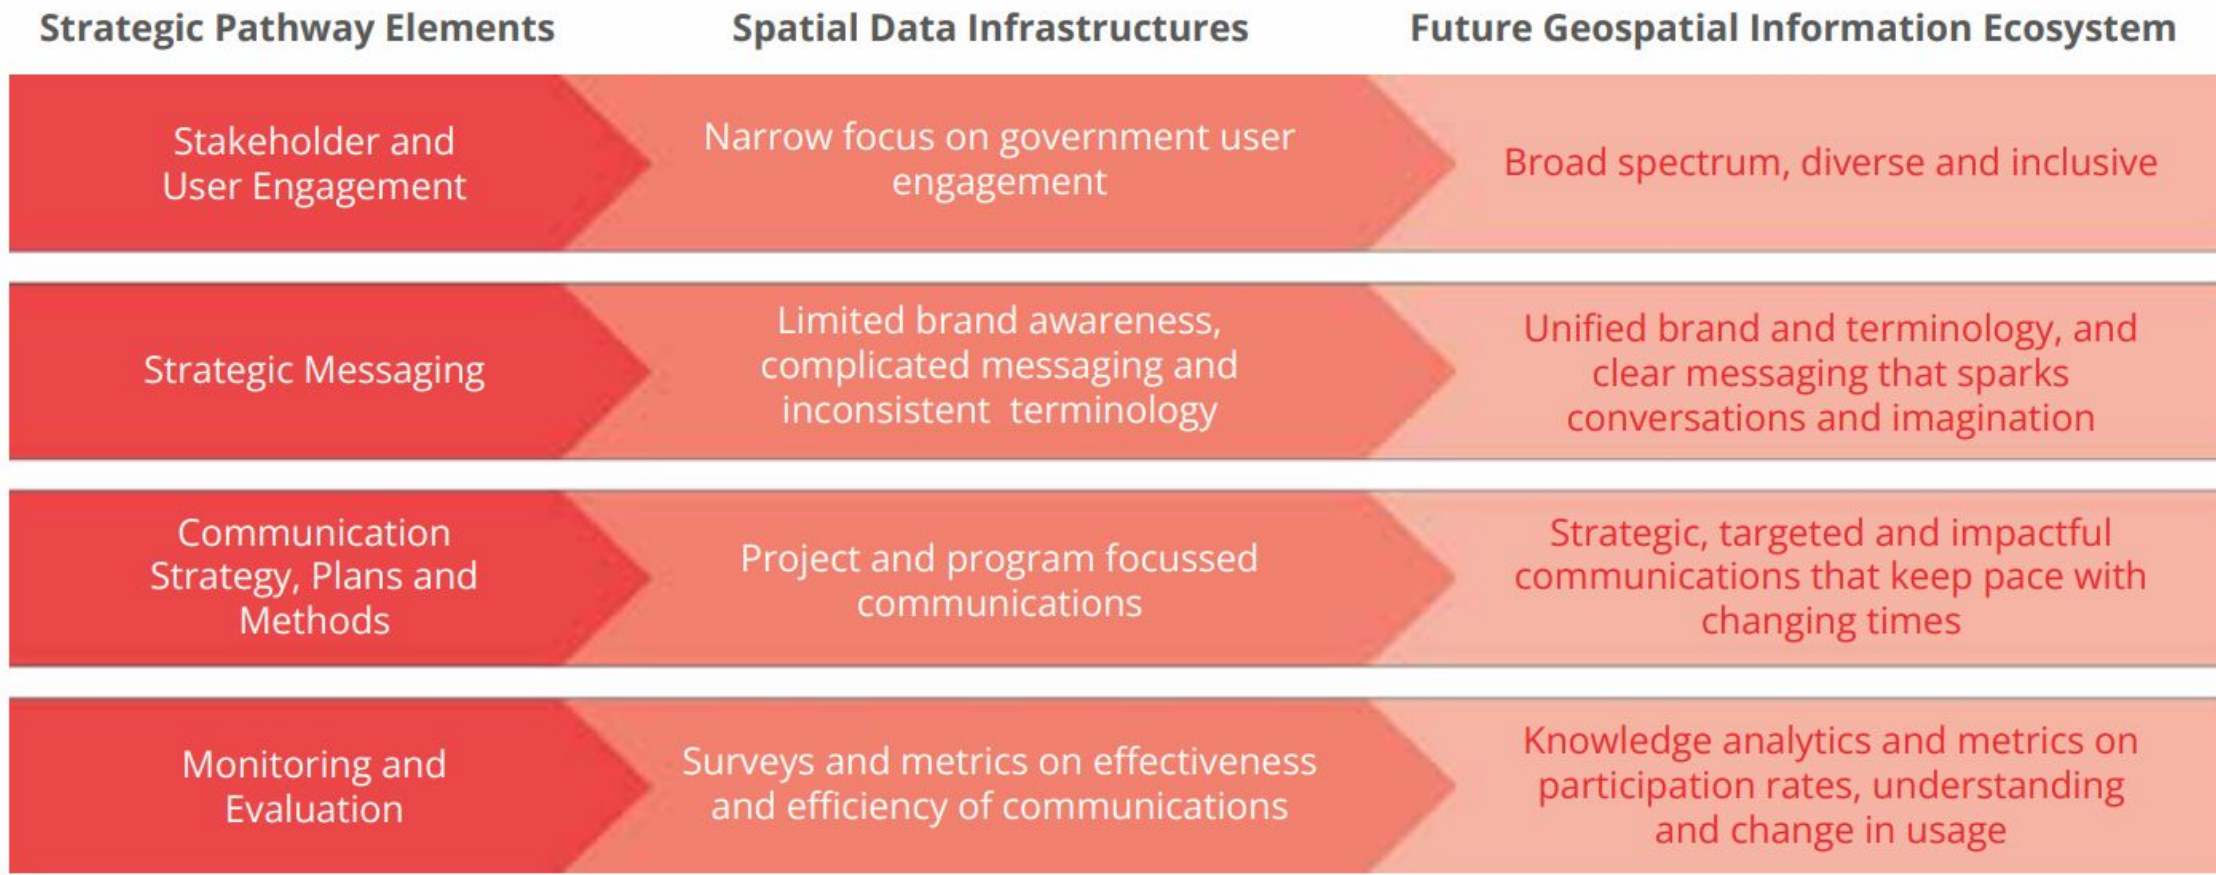 Strategic Pathway Elements
Spatial Data Infrastructures
Future Geospatial Information Ecosystem
Stakeholder and
User Engagement
Narrow focus on government user
engagement
Broad spectrum, diverse and inclusive
Strategic Messaging
Limited brand awareness,
complicated messaging and
inconsistent terminology
Unified brand and terminology, and
clear messaging that sparks
conversations and imagination
Communication
Strategy, Plans and
Methods
Project and program focussed
communications
Strategic, targeted and impactful
communications that keep pace with
changing times
Monitoring and
Evaluation
Surveys and metrics on effectiveness
and efficiency of communications
Knowledge analytics and metrics on
participation rates, understanding
and change in usage